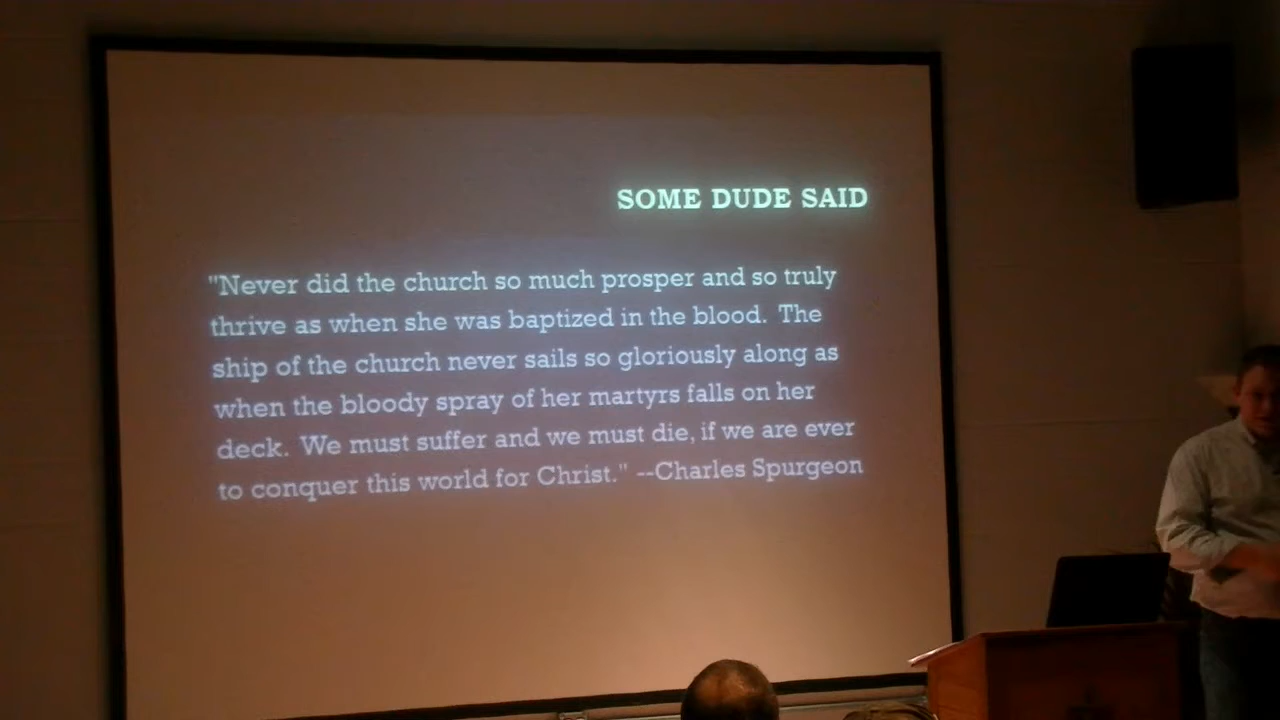 SOME DUDE SAID
"Never did the church so much prosper and so truly
thrive as when she was baptized in the blood. The
ship of the church never sails so gloriously along as
when the bloody spray of her martyrs falls on her
deck. We must suffer and we must die, if we are ever
to conquer this world for Christ." --Charles Spurgeon